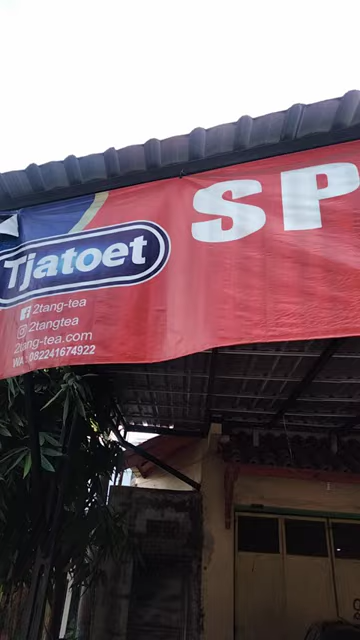 SP
Tjatoet
2tang-tea
2tangtea
2tang-tea.com
WA : 082241674922